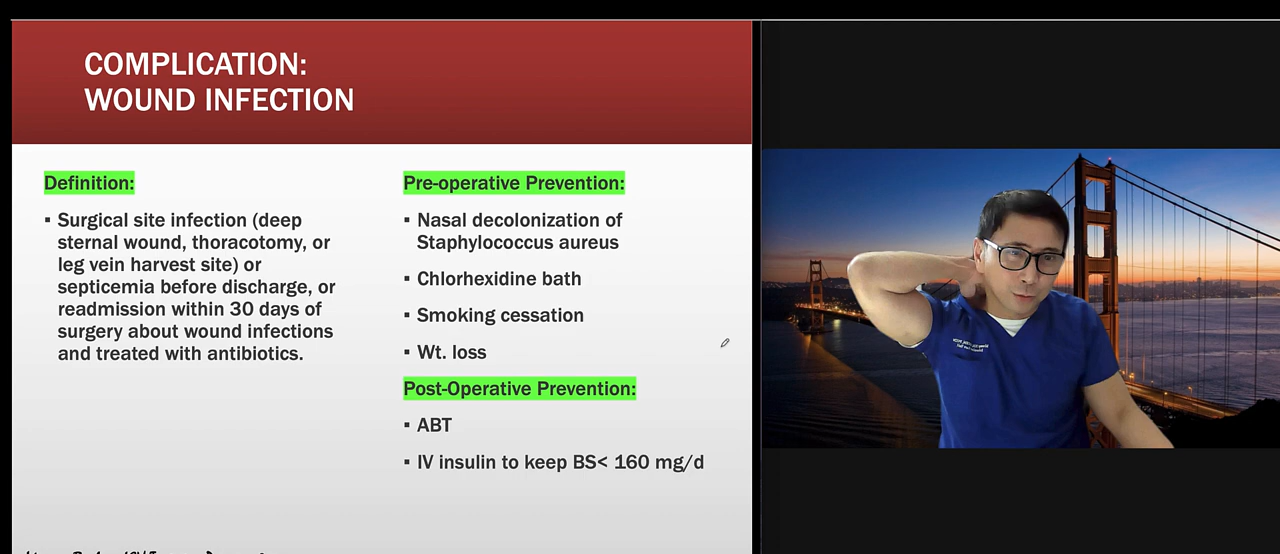 COMPLICATION:
WOUND INFECTION
Definition:
▪ Surgical site infection (deep
sternal wound, thoracotomy, or
leg vein harvest site) or
septicemia before discharge, or
readmission within 30 days of
surgery about wound infections
and treated with antibiotics.
Pre-operative Prevention:
▪ Nasal decolonization of
Staphylococcus aureus
▪ Chlorhexidine bath
▪ Smoking cessation
▪ Wt. loss
Post-Operative Prevention:
▪ ABT
▪ IV insulin to keep BS< 160 mg/d